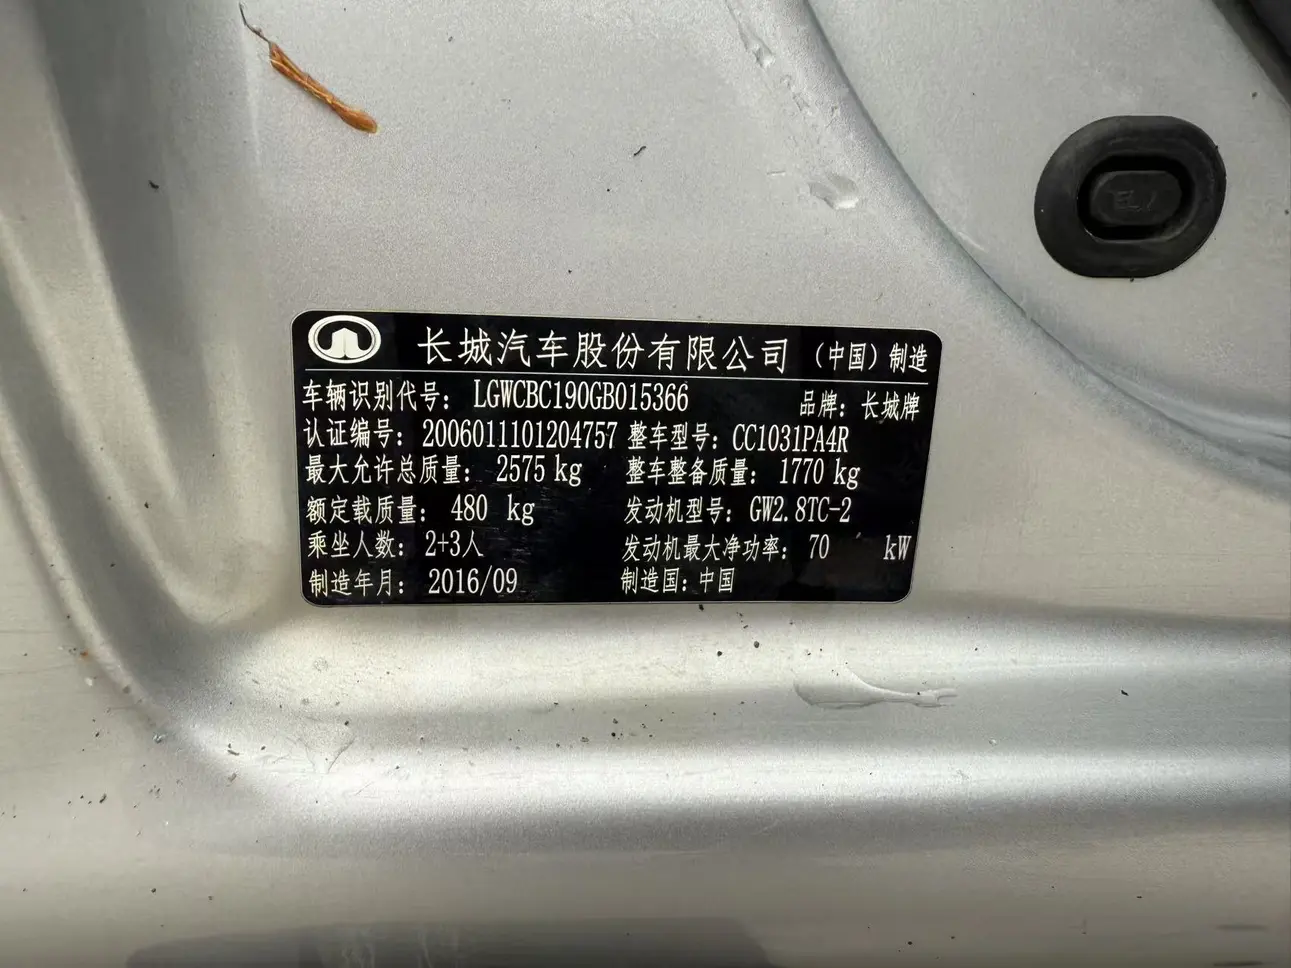 长城汽车股份有限公司 (中国)制造
车辆识别代号: LGWCBC190GB015366 品牌: 长城牌
认证编号: 2006011101204757 整车型号: CC1031PA4R
最大允许总质量: 2575 kg 整车整备质量: 1770 kg
额定载质量: 480 kg 发动机型号: GW2.8TC-2
乘坐人数: 2+3人 发动机最大净功率: 70 kW
制造年月: 2016/09 制造国: 中国